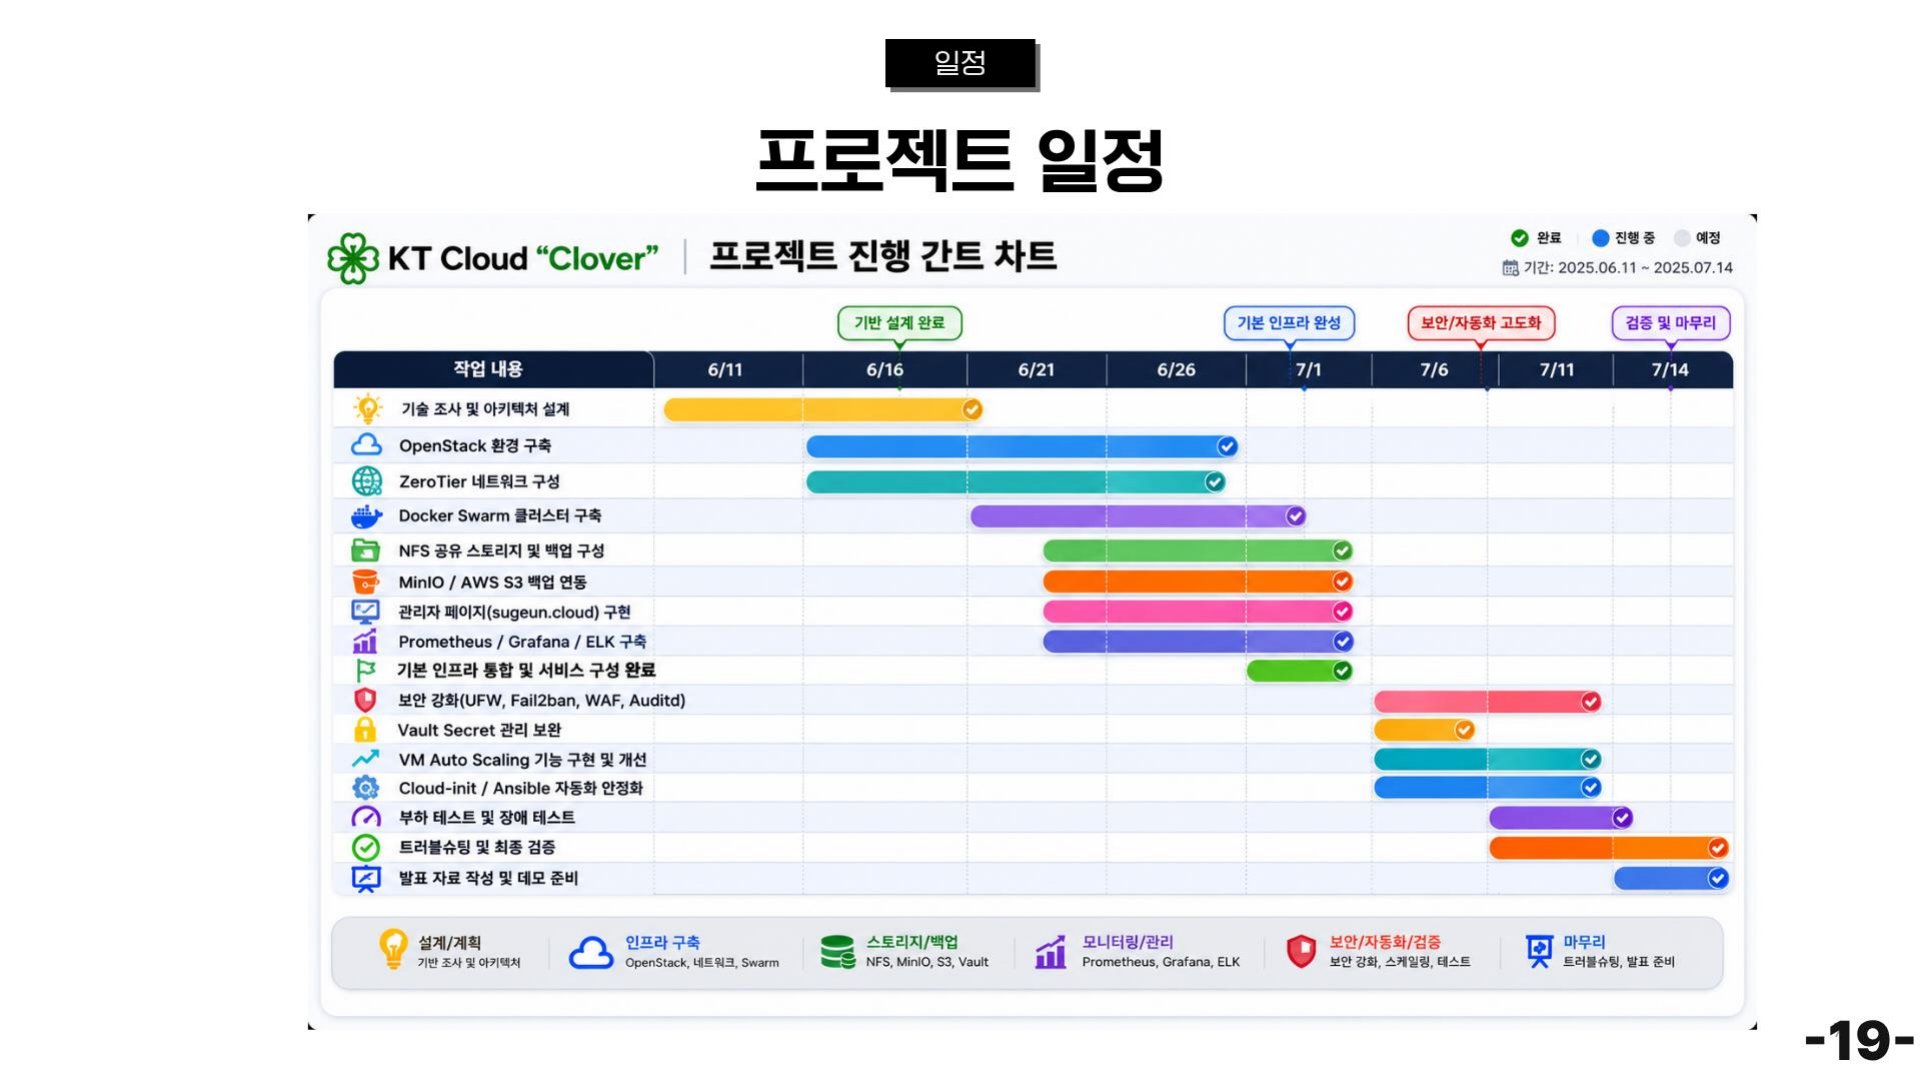 일정
프로젝트 일정
KT Cloud “Clover” 프로젝트 진행 간트 차트
완료 진행 중 예정
기간: 2025.06.11 ~ 2025.07.14
기반 설계 완료 기본 인프라 완성 보안/자동화 고도화 검증 및 마무리
작업 내용 6/11 6/16 6/21 6/26 7/1 7/6 7/11 7/14
기술 조사 및 아키텍처 설계
OpenStack 환경 구축
ZeroTier 네트워크 구성
Docker Swarm 클러스터 구축
NFS 공유 스토리지 및 백업 구성
MinIO / AWS S3 백업 연동
관리자 페이지(sugeun.cloud) 구현
Prometheus / Grafana / ELK 구축
기본 인프라 통합 및 서비스 구성 완료
보안 강화(UFW, Fail2ban, WAF, Auditd)
Vault Secret 관리 보완
VM Auto Scaling 기능 구현 및 개선
Cloud-init / Ansible 자동화 안정화
부하 테스트 및 장애 테스트
트러블슈팅 및 최종 검증
발표 자료 작성 및 데모 준비
설계/계획
기반 조사 및 아키텍처
인프라 구축
OpenStack, 네트워크, Swarm
스토리지/백업
NFS, MinIO, S3, Vault
모니터링/관리
Prometheus, Grafana, ELK
보안/자동화/검증
보안 강화, 스케일링, 테스트
마무리
트러블슈팅, 발표 준비
-19-